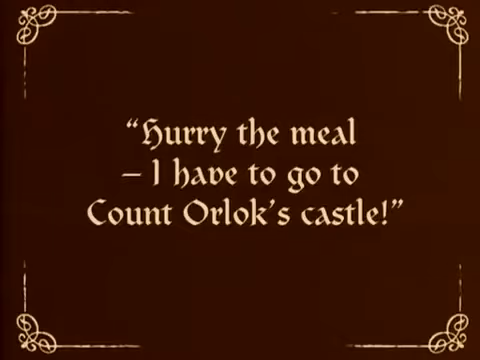 “Hurry the meal
– I have to go to
Count Orlok’s castle!”